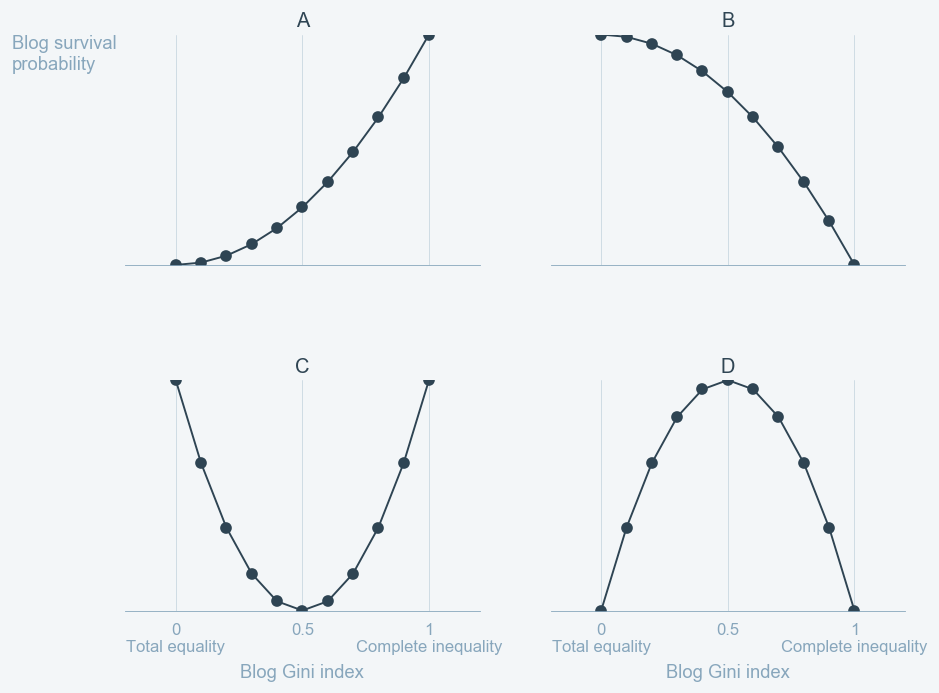 A
B
Blog survival
probability
C
D
0
0.5
1
0
0.5
1
Total equality
Complete inequality
Total equality
Complete inequality
Blog Gini index
Blog Gini index